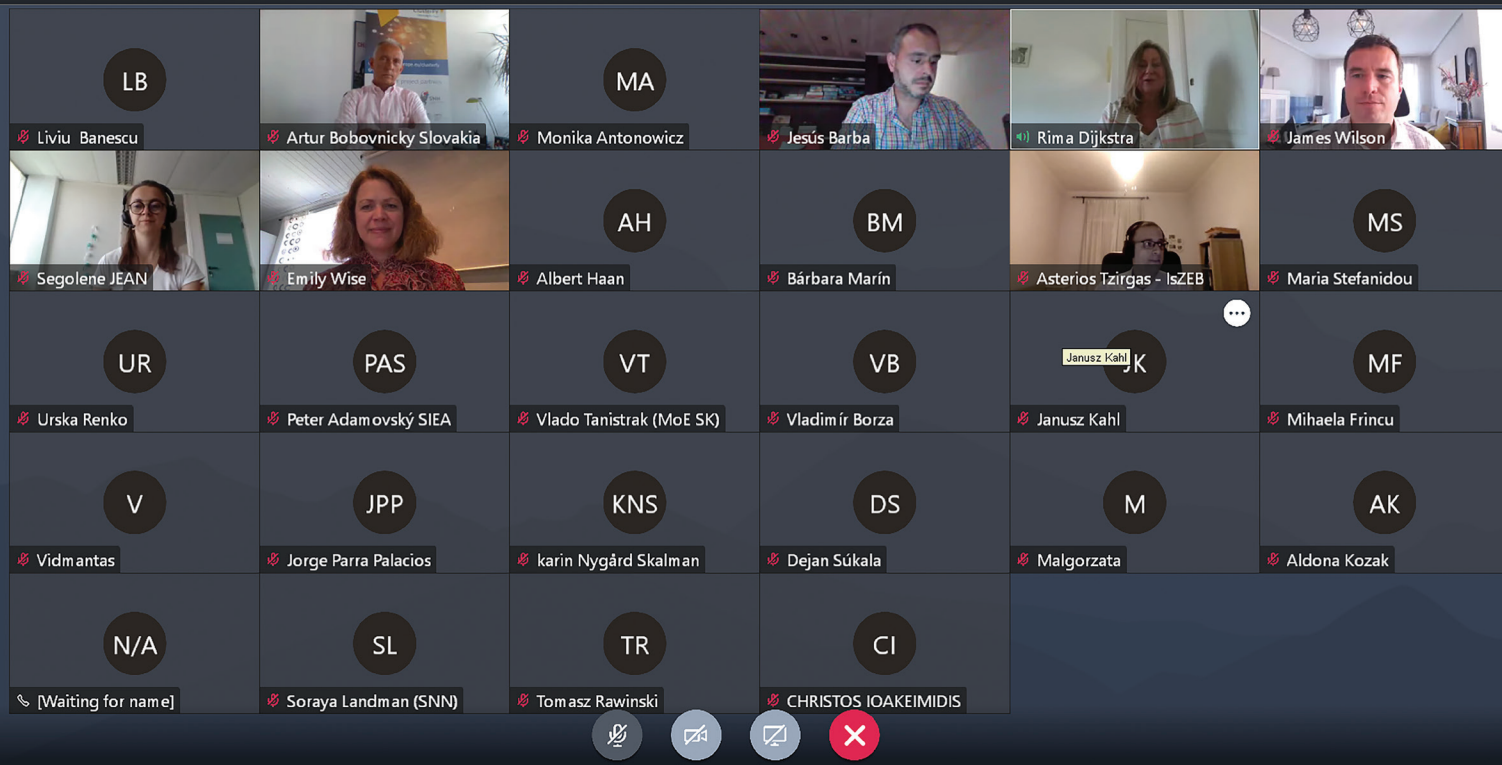 LB
Liviu Banescu
Artur Bobovnicky Slovakia
MA
Monika Antonowicz
Jesús Barba
Rima Dijkstra
James Wilson
Segolene JEAN
Emily Wise
AH
Albert Haan
BM
Bárbara Marín
Asterios Tzirgas - IsZEB
MS
Maria Stefanidou
UR
Urska Renko
PAS
Peter Adamovský SIEA
VT
Vlado Tanistrak (MoE SK)
VB
Vladimír Borza
Janusz Kahl
JK
Janusz Kahl
MF
Mihaela Frincu
V
Vidmantas
JPP
Jorge Parra Palacios
KNS
karin Nygård Skalman
DS
Dejan Súkala
M
Malgorzata
AK
Aldona Kozak
N/A
[Waiting for name]
SL
Soraya Landman (SNN)
TR
Tomasz Rawinski
CI
CHRISTOS IOAKEIMIDIS